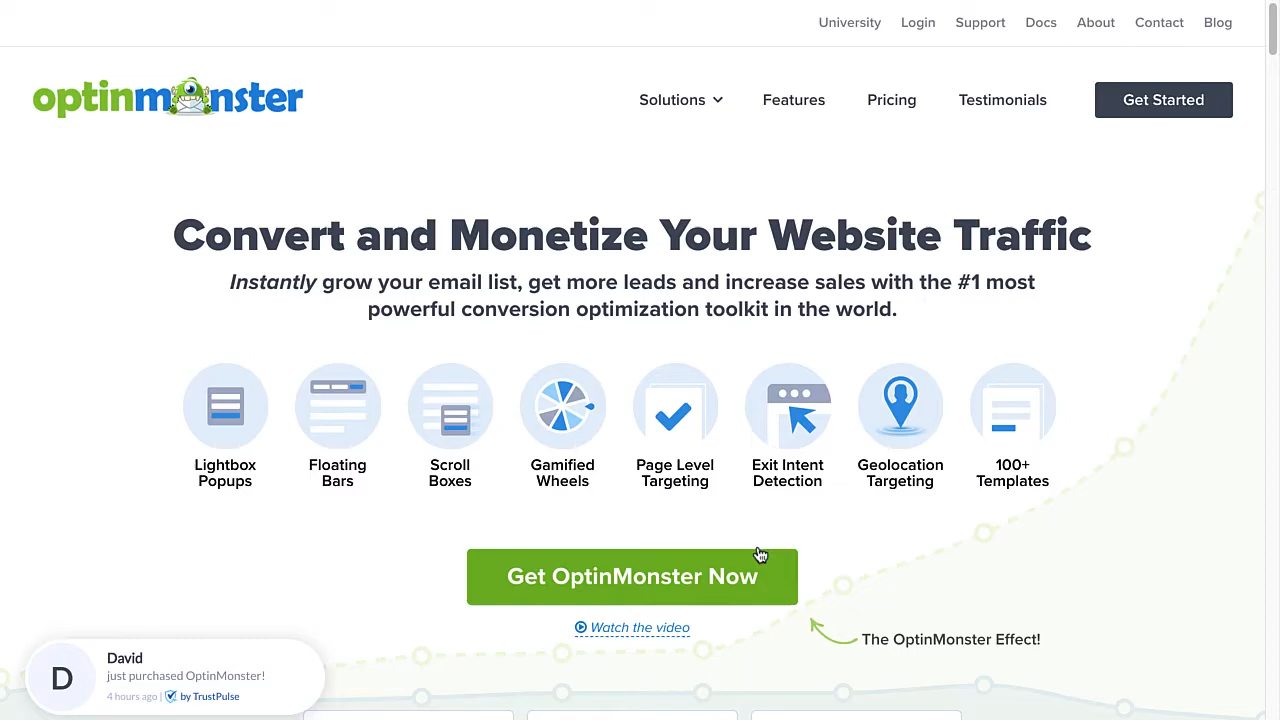 University Login Support Docs About Contact Blog
optinmonster
Solutions Features Pricing Testimonials Get Started
Convert and Monetize Your Website Traffic
Instantly grow your email list, get more leads and increase sales with the #1 most
powerful conversion optimization toolkit in the world.
Lightbox Popups
Floating Bars
Scroll Boxes
Gamified Wheels
Page Level Targeting
Exit Intent Detection
Geolocation Targeting
100+ Templates
Get OptinMonster Now
Watch the video
The OptinMonster Effect!
D
David
just purchased OptinMonster!
4 hours ago | by TrustPulse